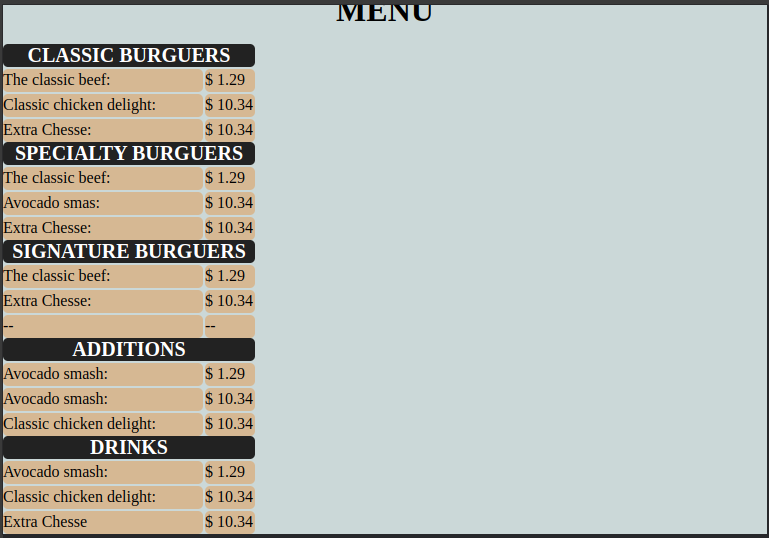 MENU
CLASSIC BURGUERS
The classic beef: $ 1.29
Classic chicken delight: $ 10.34
Extra Chesse: $ 10.34
SPECIALTY BURGUERS
The classic beef: $ 1.29
Avocado smas: $ 10.34
Extra Chesse: $ 10.34
SIGNATURE BURGUERS
The classic beef: $ 1.29
Extra Chesse: $ 10.34
-- --
ADDITIONS
Avocado smash: $ 1.29
Avocado smash: $ 10.34
Classic chicken delight: $ 10.34
DRINKS
Avocado smash: $ 1.29
Classic chicken delight: $ 10.34
Extra Chesse $ 10.34